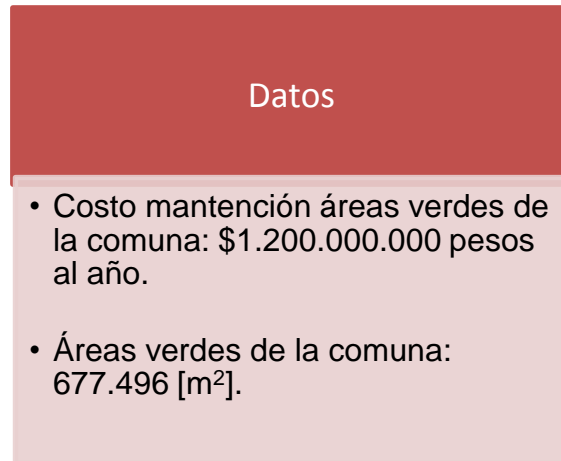 Datos
• Costo mantención áreas verdes de
la comuna: $1.200.000.000 pesos
al año.
• Áreas verdes de la comuna:
677.496 [m²].